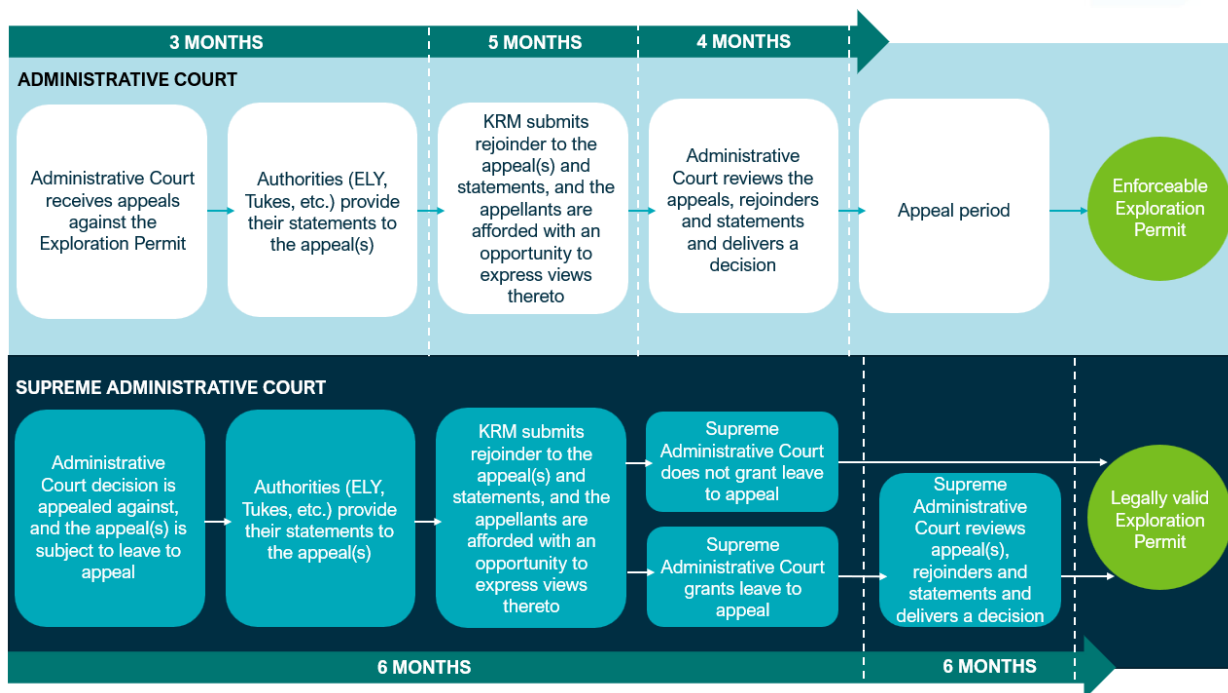 3 MONTHS
5 MONTHS
4 MONTHS
ADMINISTRATIVE COURT
Administrative Court
receives appeals
against the
Exploration Permit
Authorities (ELY,
Tukes, etc.) provide
their statements to
the appeal(s)
KRM submits
rejoinder to the
appeal(s) and
statements, and the
appellants are
afforded with an
opportunity to
express views
thereto
Administrative
Court reviews the
appeals, rejoinders
and statements
and delivers a
decision
Appeal period
Enforceable
Exploration
Permit
SUPREME ADMINISTRATIVE COURT
Administrative
Court decision is
appealed against,
and the appeal(s) is
subject to leave to
appeal
Authorities (ELY,
Tukes, etc.) provide
their statements to
the appeal(s)
KRM submits
rejoinder to the
appeal(s) and
statements, and the
appellants are
afforded with an
opportunity to
express views
thereto
Supreme
Administrative Court
does not grant leave
to appeal
Supreme
Administrative Court
grants leave to
appeal
Supreme
Administrative
Court reviews
appeal(s),
rejoinders and
statements and
delivers a decision
Legally valid
Exploration
Permit
6 MONTHS
6 MONTHS